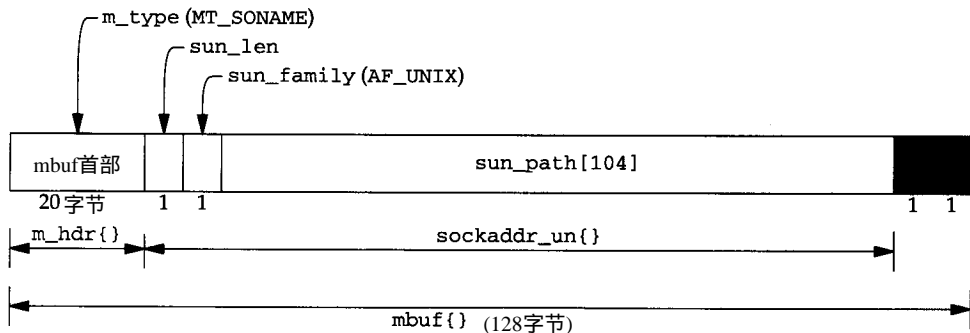 m_type (MT_SONAME)
sun_len
sun_family (AF_UNIX)
mbuf首部
sun_path[104]
20字节 1 1 1 1
m_hdr{} sockaddr_un{}
mbuf{} (128字节)